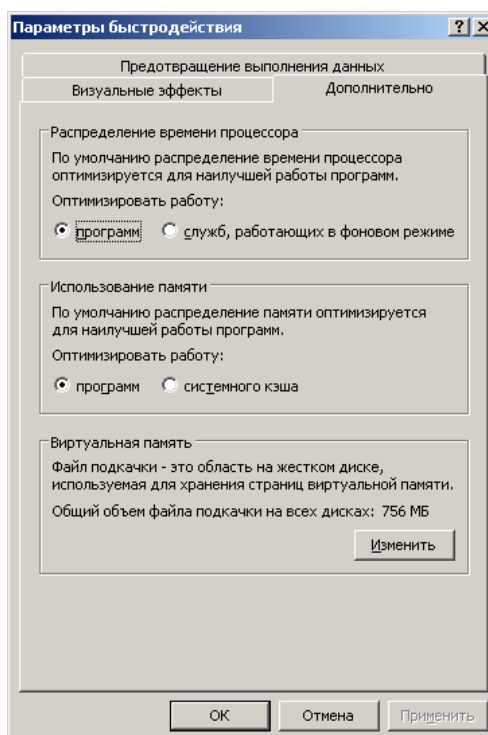 Параметры быстродействия
Предотвращение выполнения данных
Визуальные эффекты
Дополнительно
Распределение времени процессора
По умолчанию распределение времени процессора
оптимизируется для наилучшей работы программ.
Оптимизировать работу:
программ
служб, работающих в фоновом режиме
Использование памяти
По умолчанию распределение памяти оптимизируется
для наилучшей работы программ.
Оптимизировать работу:
программ
системного кэша
Виртуальная память
Файл подкачки - это область на жестком диске,
используемая для хранения страниц виртуальной памяти.
Общий объем файла подкачки на всех дисках: 756 МБ
Изменить
ОК
Отмена
Применить